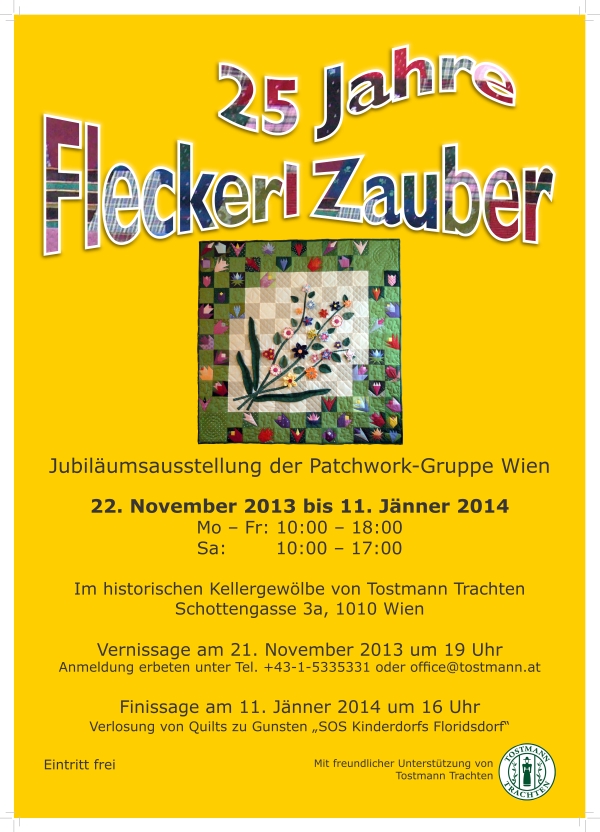 25 Jahre
Fleckerl Zauber
Jubiläumsausstellung der Patchwork-Gruppe Wien
22. November 2013 bis 11. Jänner 2014
Mo – Fr: 10:00 – 18:00
Sa: 10:00 – 17:00
Im historischen Kellergewölbe von Tostmann Trachten
Schottengasse 3a, 1010 Wien
Vernissage am 21. November 2013 um 19 Uhr
Anmeldung erbeten unter Tel. +43-1-5335331 oder office@tostmann.at
Finissage am 11. Jänner 2014 um 16 Uhr
Verlosung von Quilts zu Gunsten „SOS Kinderdorfs Floridsdorf“
Eintritt frei
Mit freundlicher Unterstützung von
Tostmann Trachten
TOSTMANN
TRACHTEN